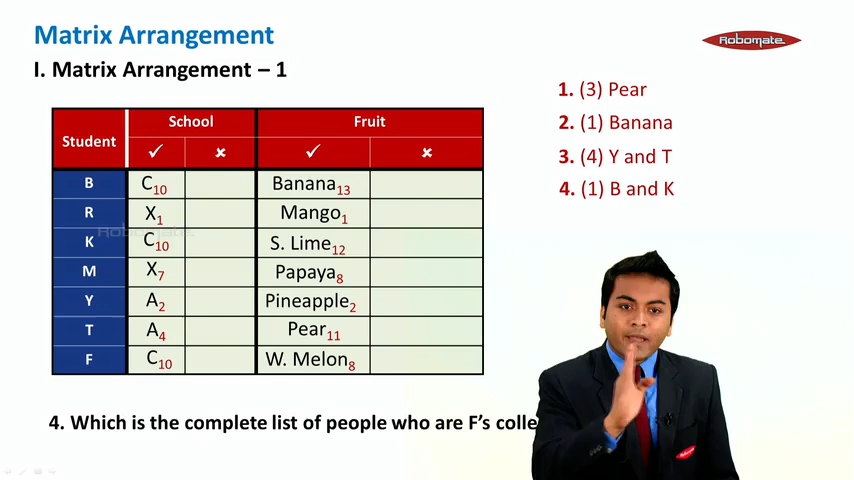 Matrix Arrangement
Robomate
I. Matrix Arrangement – 1
1. (3) Pear
2. (1) Banana
3. (4) Y and T
4. (1) B and K
Student School Fruit
✓ ✗ ✓ ✗
B C10 Banana13
R X1 Mango1
K C10 S. Lime12
M X7 Papaya8
Y A2 Pineapple2
T A4 Pear11
F C10 W. Melon8
Robomate
4. Which is the complete list of people who are F’s colle
Robomate